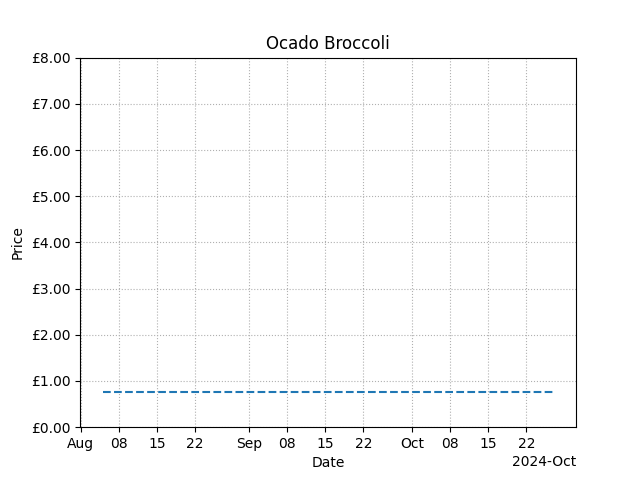 Ocado Broccoli
£8.00
£7.00
£6.00
£5.00
£4.00
£3.00
£2.00
£1.00
£0.00
Price
Aug 08 15 22 Sep 08 15 22 Oct 08 15 22
Date
2024-Oct